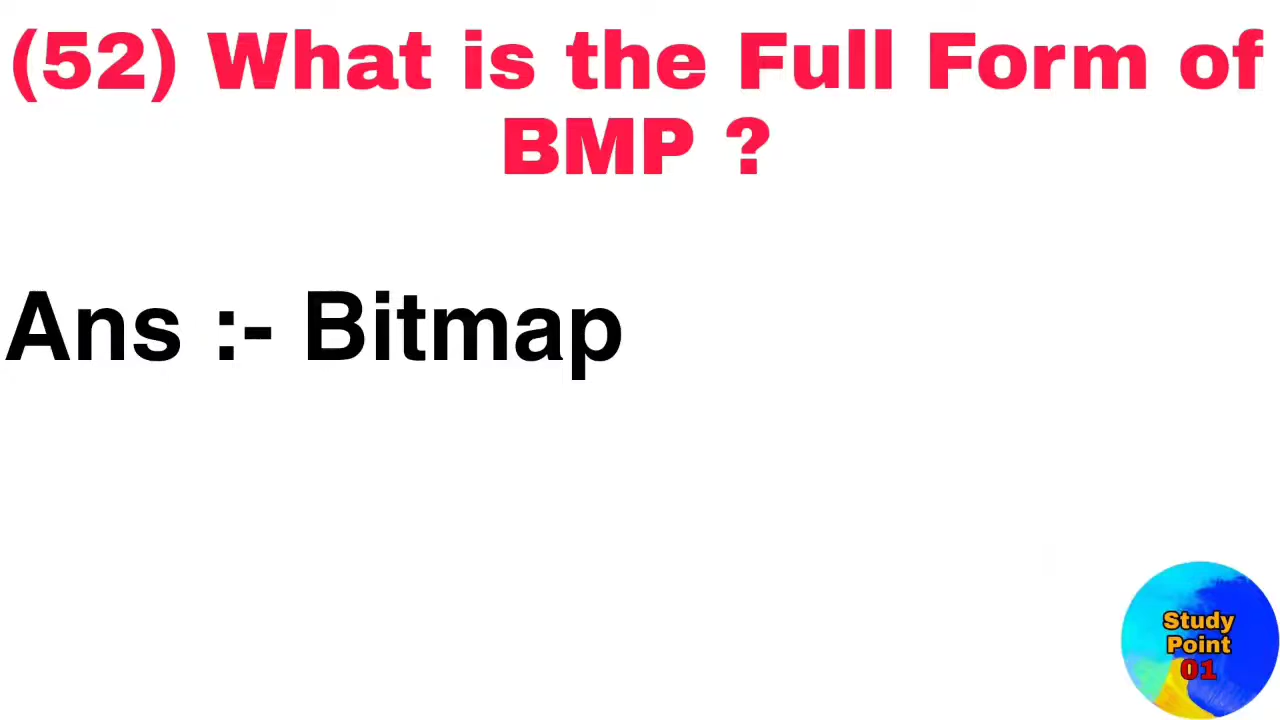 (52) What is the Full Form of
BMP ?
Ans :- Bitmap
Study
Point
01